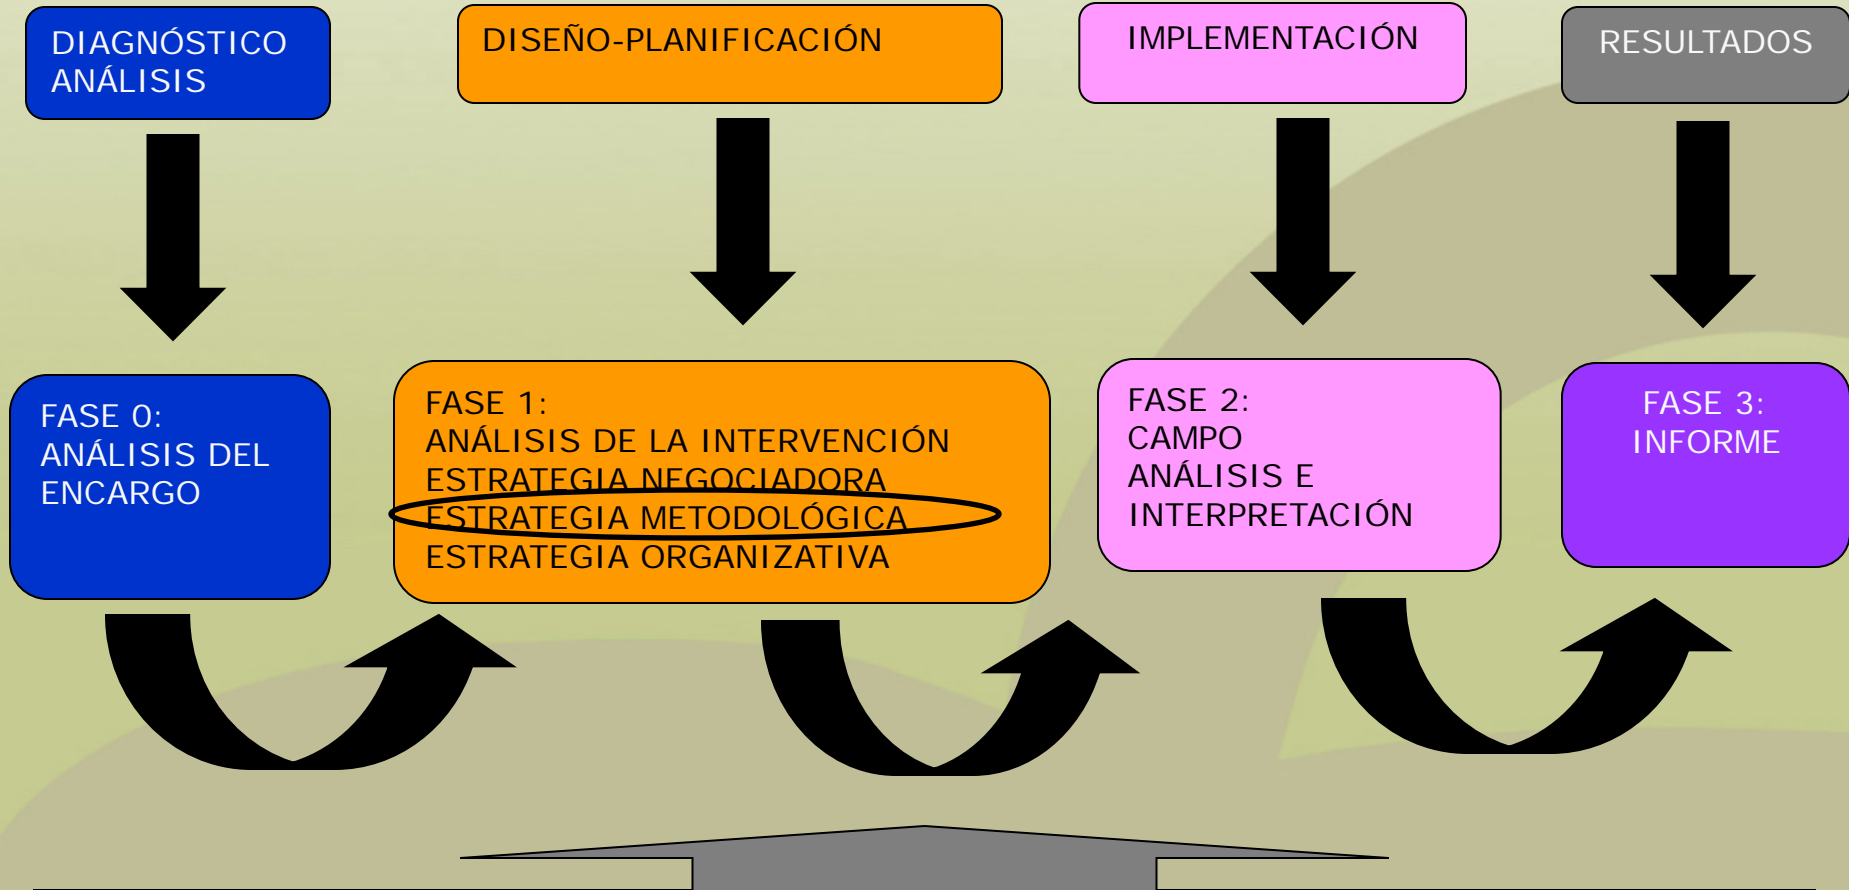 DIAGNÓSTICO
ANÁLISIS
DISEÑO-PLANIFICACIÓN
IMPLEMENTACIÓN
RESULTADOS
FASE 0:
ANÁLISIS DEL
ENCARGO
FASE 1:
ANÁLISIS DE LA INTERVENCIÓN
ESTRATEGIA NEGOCIADORA
ESTRATEGIA METODOLÓGICA
ESTRATEGIA ORGANIZATIVA
FASE 2:
CAMPO
ANÁLISIS E
INTERPRETACIÓN
FASE 3:
INFORME